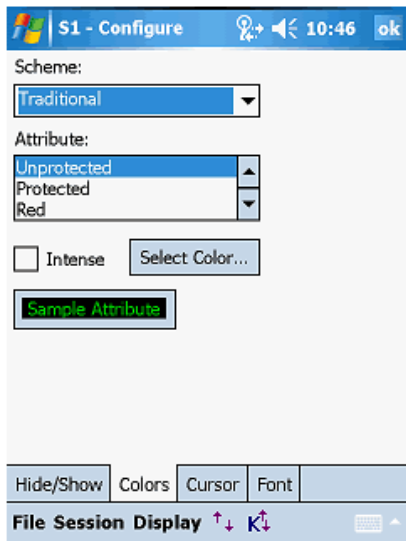 S1 - Configure 10:46 ok
Scheme:
Traditional
Attribute:
Unprotected
Protected
Red
Intense Select Color...
Sample Attribute
Hide/Show Colors Cursor Font
File Session Display K